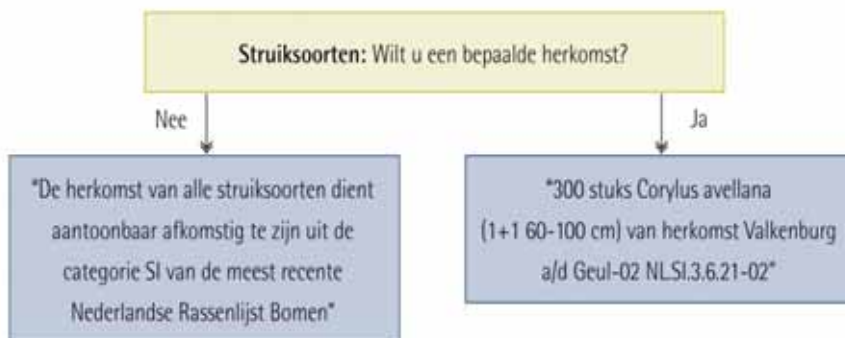 Struiksoorten: Wilt u een bepaalde herkomst?
Nee
Ja
"De herkomst van alle struiksoorten dient
aantoonbaar afkomstig te zijn uit de
categorie SI van de meest recente
Nederlandse Rassenlijst Bomen"
"300 stuks Corylus avellana
(1+1 60-100 cm) van herkomst Valkenburg
a/d Geul-02 NL.SI.3.6.21-02"